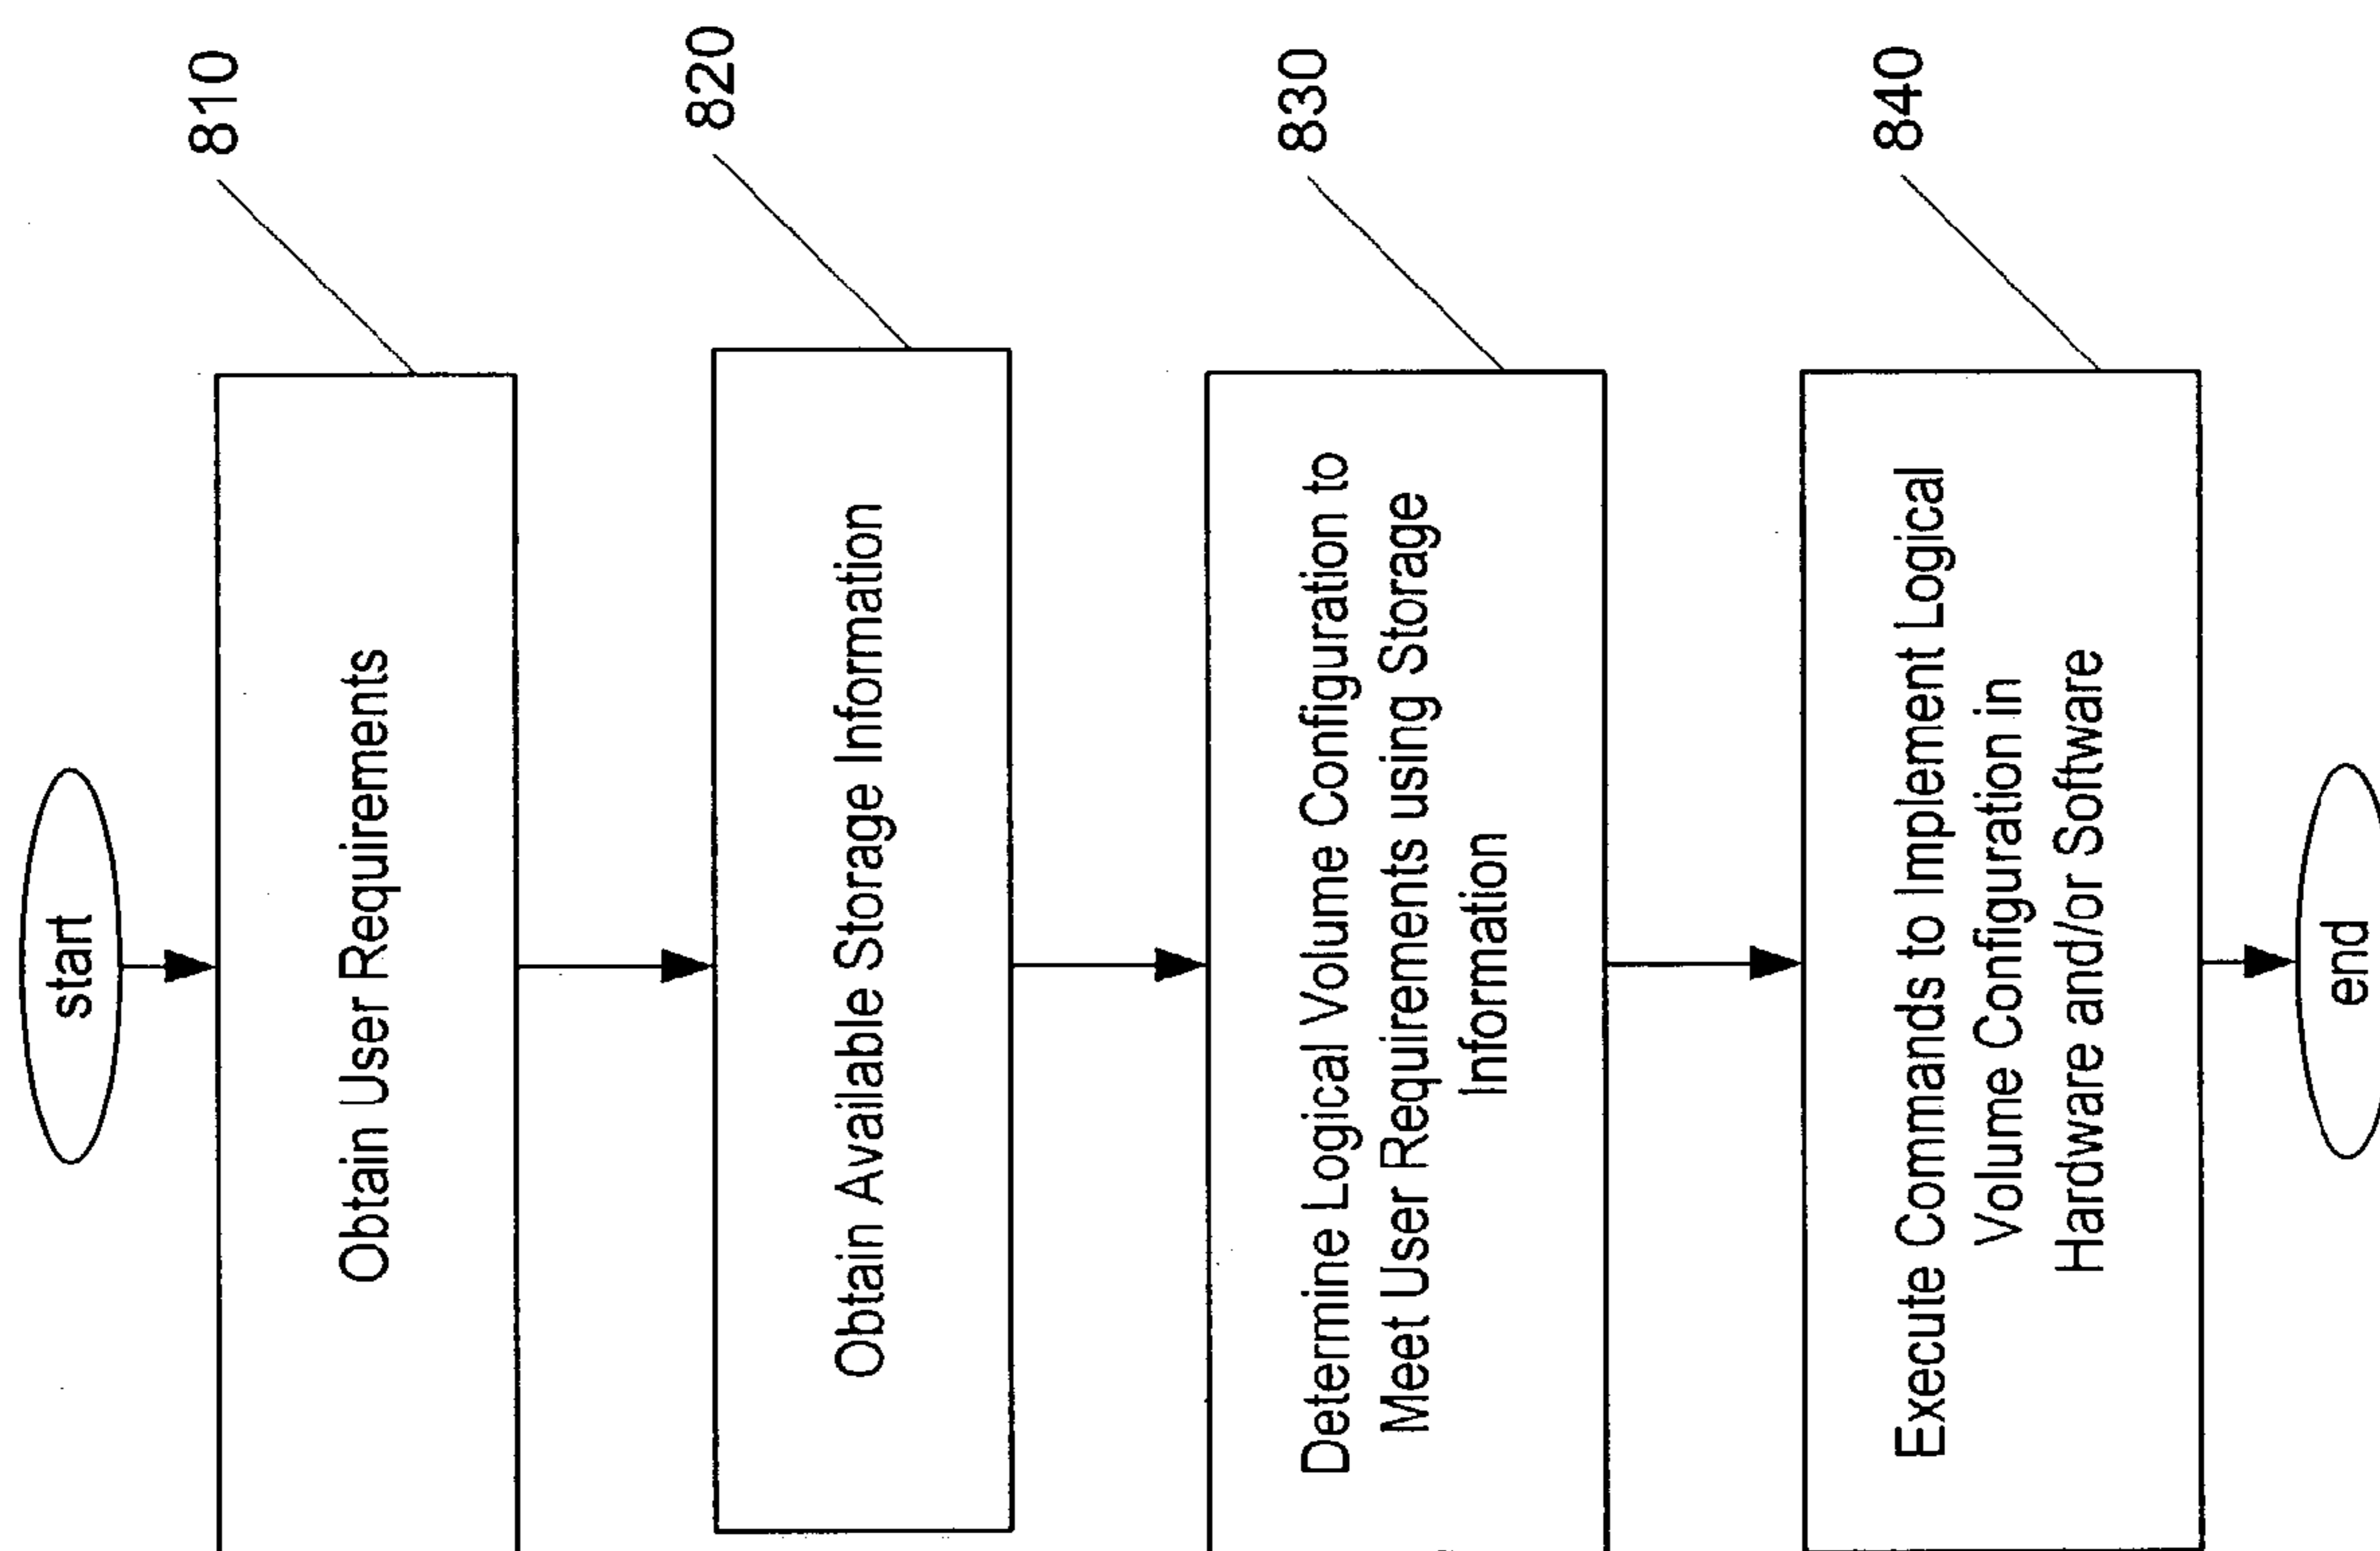 start
Obtain User Requirements
810
Obtain Available Storage Information
820
Determine Logical Volume Configuration to
Meet User Requirements using Storage
Information
830
Execute Commands to Implement Logical
Volume Configuration in
Hardware and/or Software
840
end